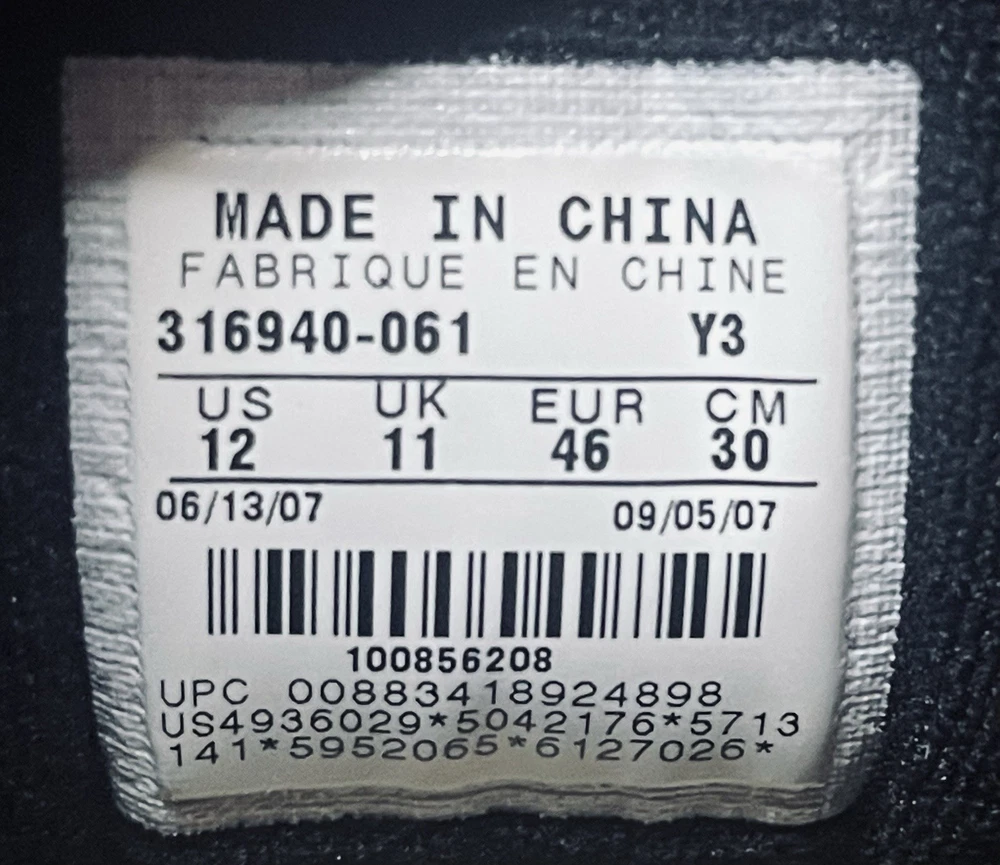 MADE IN CHINA
FABRIQUE EN CHINE
316940-061 Y3
US UK EUR CM
12 11 46 30
06/13/07 09/05/07
100856208
UPC 00883418924898
US4936029*5042176*5713
141*5952065*6127026*